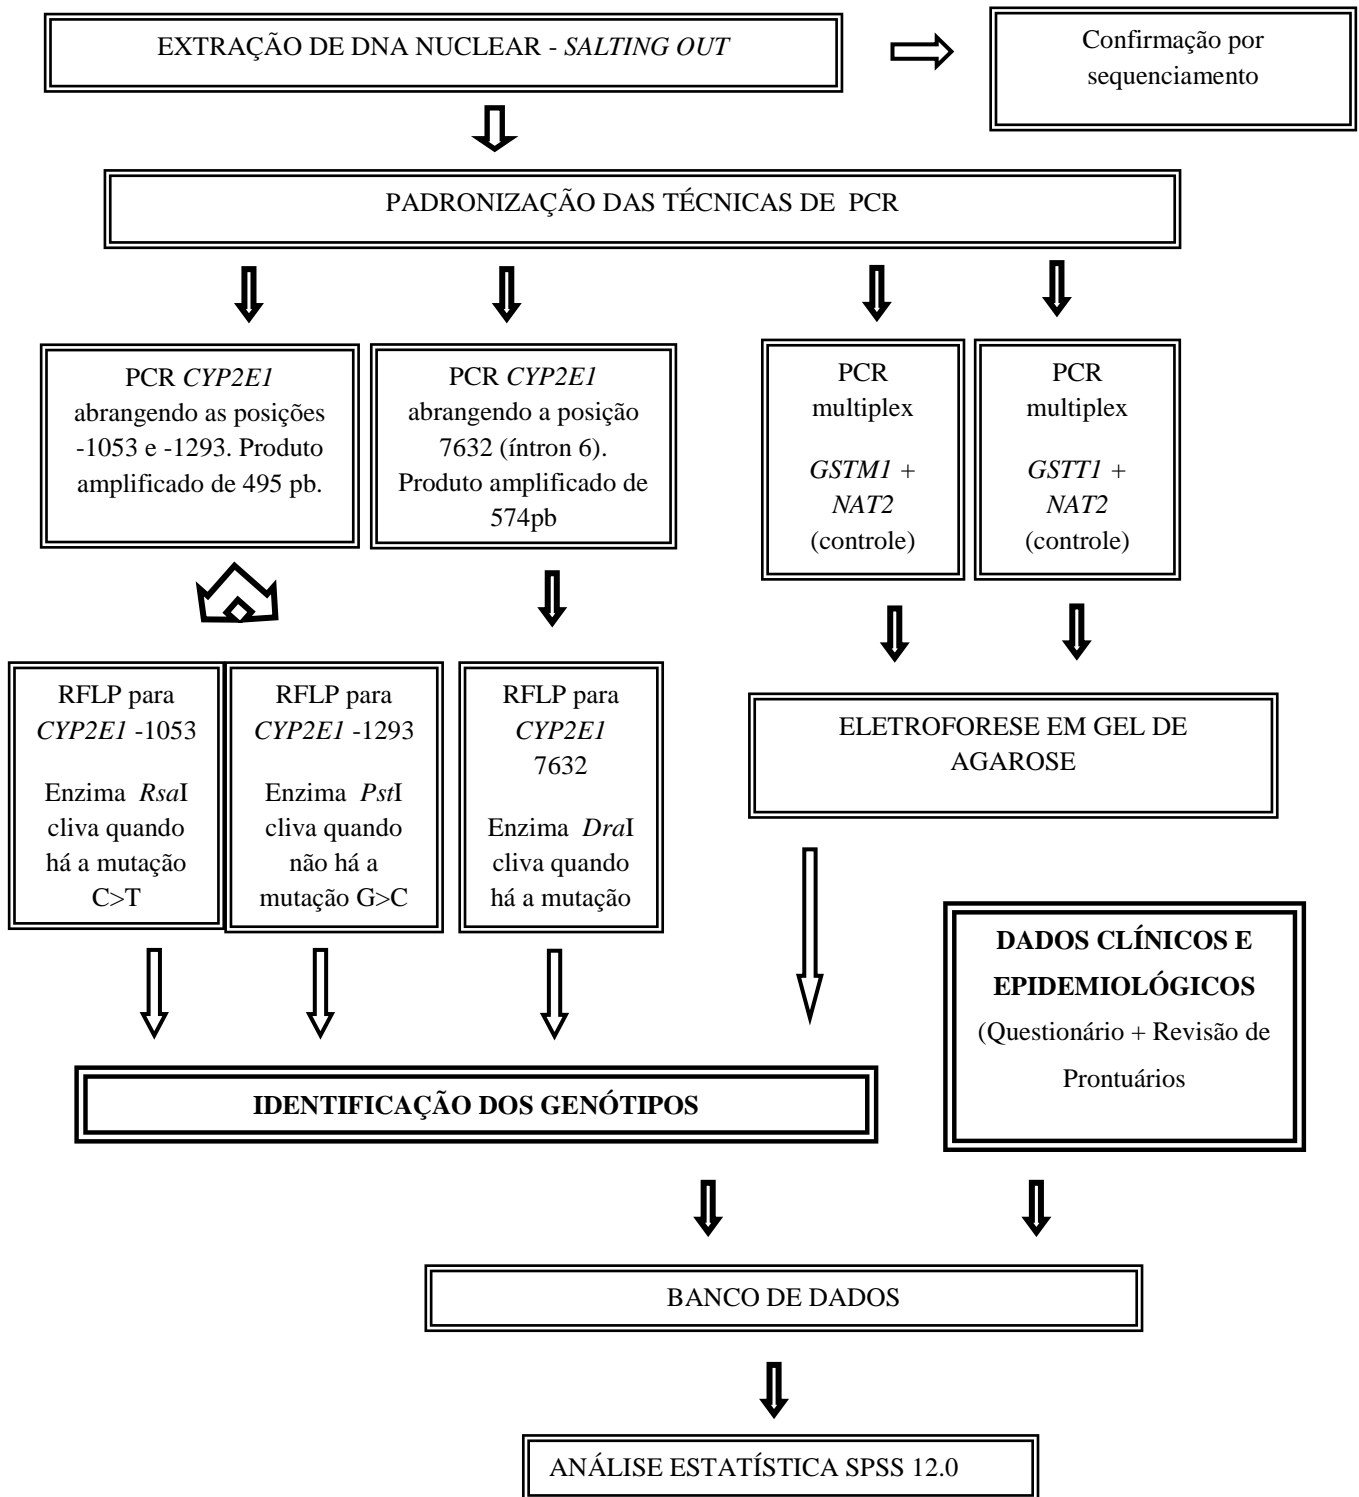 EXTRAÇÃO DE DNA NUCLEAR - SALTING OUT
Confirmação por
sequenciamento
PADRONIZAÇÃO DAS TÉCNICAS DE PCR
PCR CYP2E1
abrangendo as posições
-1053 e -1293. Produto
amplificado de 495 pb.
PCR CYP2E1
abrangendo a posição
7632 (íntron 6).
Produto amplificado de
574pb
PCR
multiplex
GSTM1 +
NAT2
(controle)
PCR
multiplex
GSTT1 +
NAT2
(controle)
RFLP para
CYP2E1 -1053
Enzima RsaI
cliva quando
há a mutação
C>T
RFLP para
CYP2E1 -1293
Enzima PstI
cliva quando
não há a
mutação G>C
RFLP para
CYP2E1
7632
Enzima DraI
cliva quando
há a mutação
ELETROFORESE EM GEL DE
AGAROSE
DADOS CLÍNICOS E
EPIDEMIOLÓGICOS
(Questionário + Revisão de
Prontuários
IDENTIFICAÇÃO DOS GENÓTIPOS
BANCO DE DADOS
ANÁLISE ESTATÍSTICA SPSS 12.0